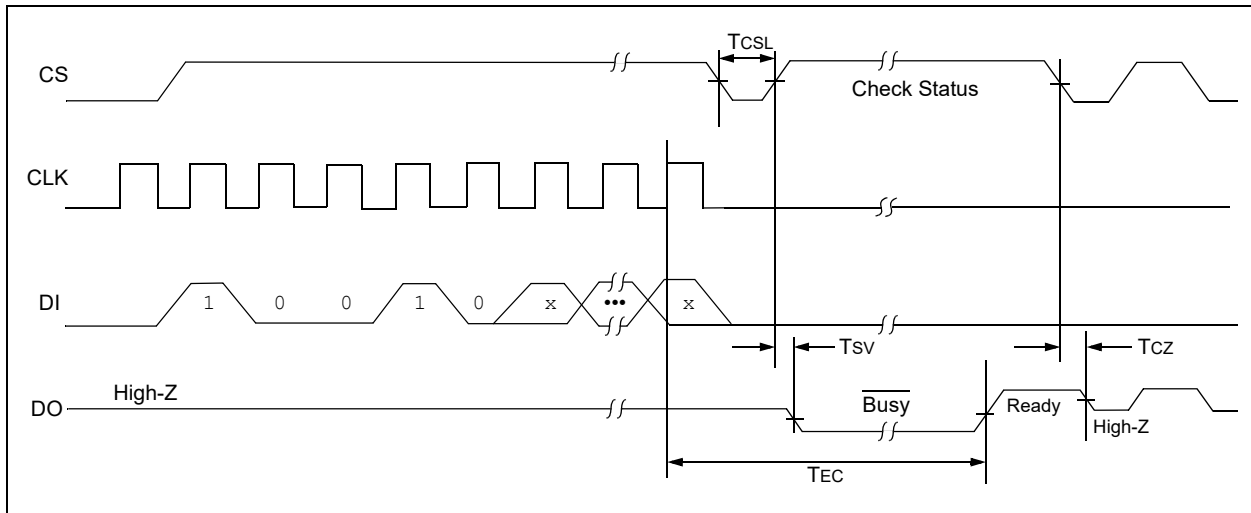 TCSL
CS
Check Status
CLK
DI 1 0 0 1 0 x ••• x
TSV
TCZ
High-Z
DO
Busy
Ready
High-Z
TEC